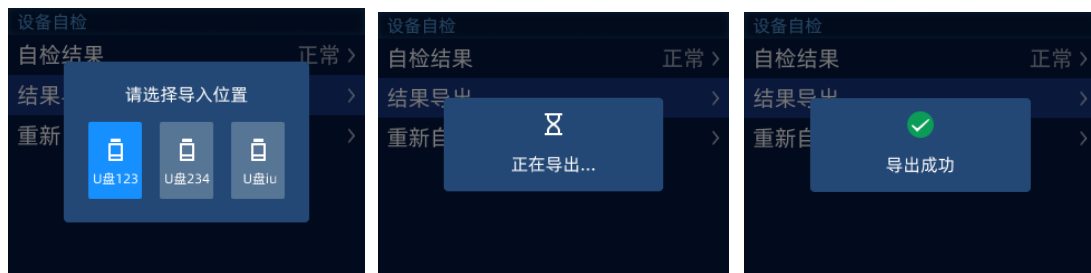 设备自检
自检结果 正常
结果
重新
请选择导入位置
U盘123 U盘234 U盘iu
设备自检
自检结果 正常
结果导出
重新自
正在导出...
设备自检
自检结果 正常
结果导出
重新自
导出成功